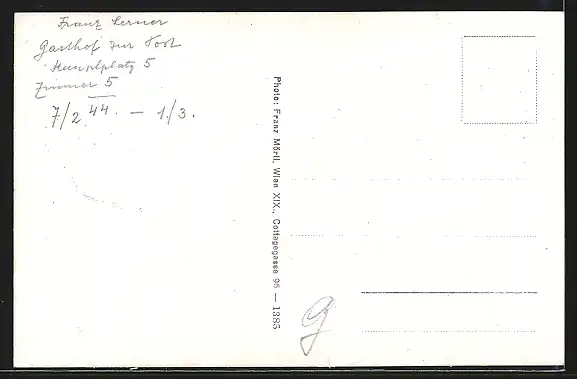 Franz Lerner
Gasthof zur Post
Hauptplatz 5
Zimmer 5
7/2 44. — 1/3.
Photo: Franz Mörtl, Wien XIX., Cottagegasse 96 — 1385